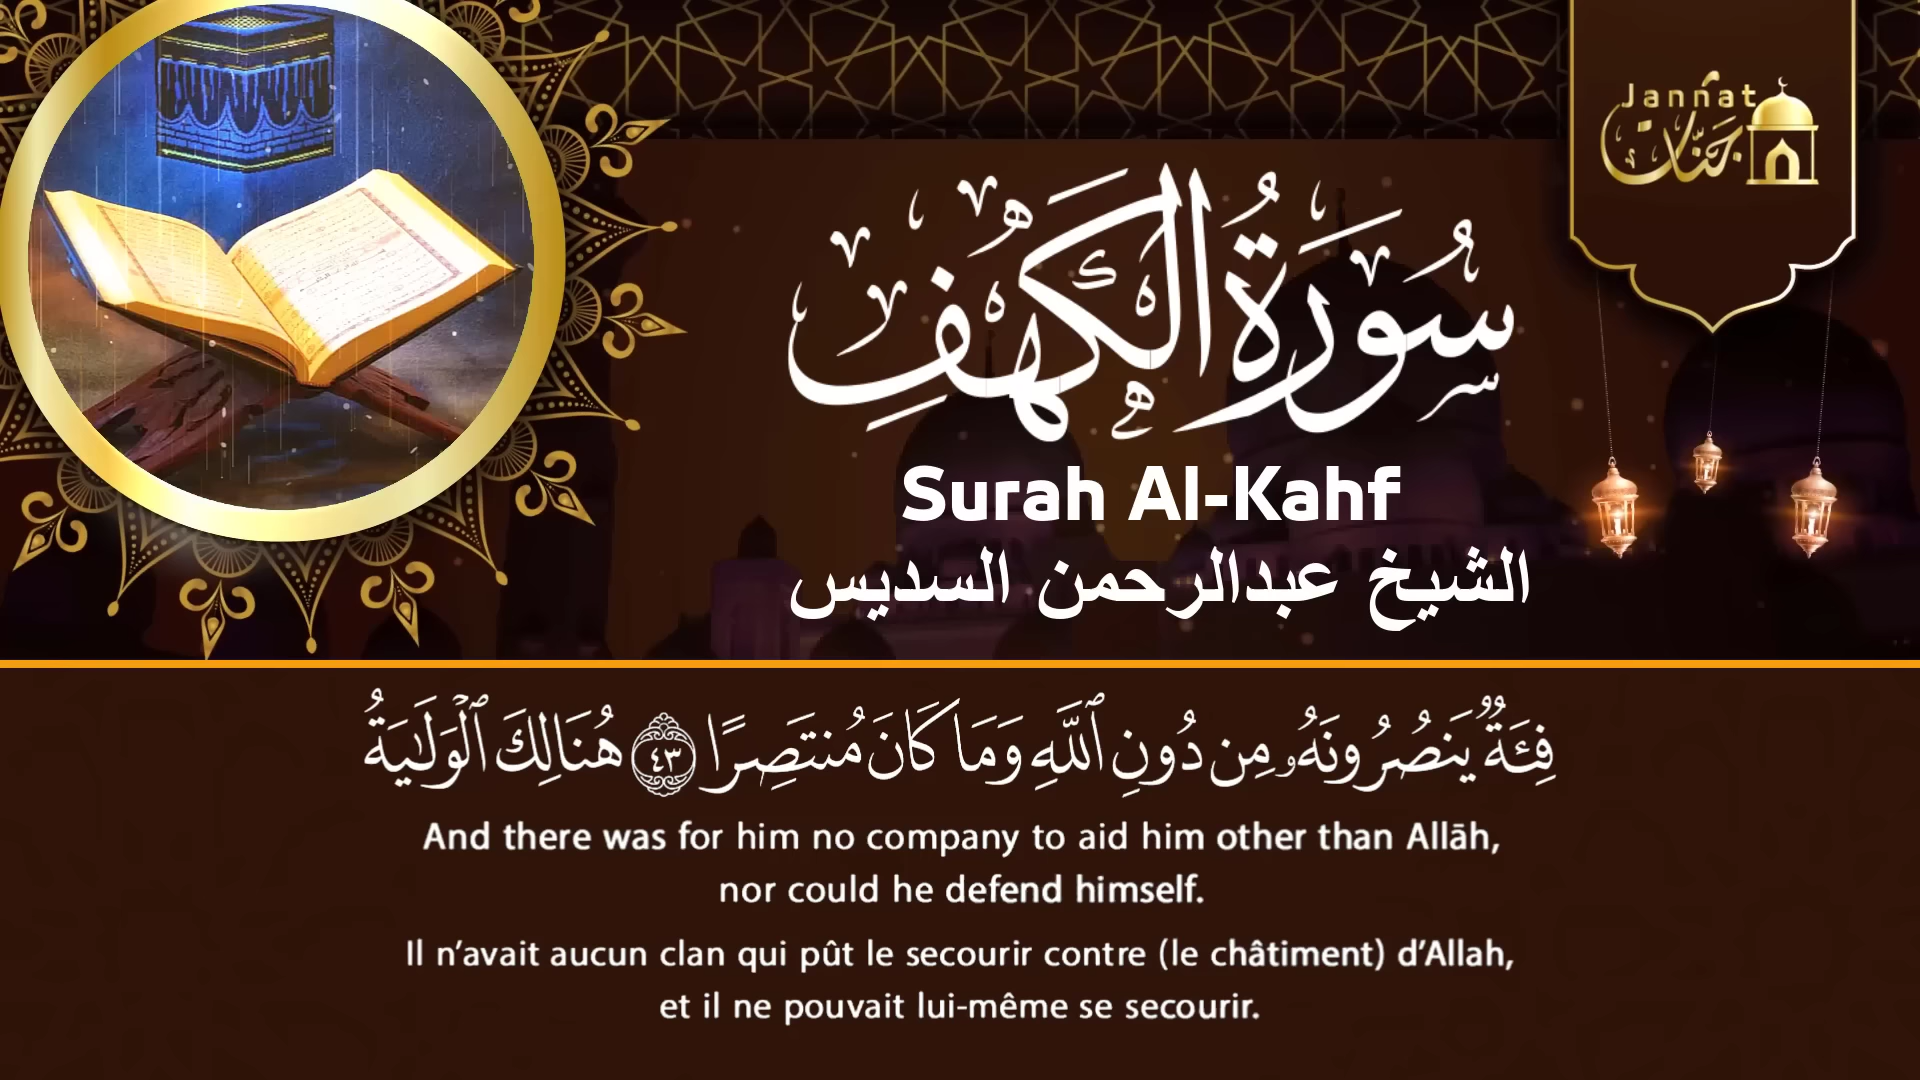 Jannat
جَنَّات
سُورَةُ الْكَهْفِ
Surah Al-Kahf
الشيخ عبدالرحمن السديس
فِئَةٌ يَنصُرُونَهُۥ مِن دُونِ ٱللَّهِ وَمَا كَانَ مُنتَصِرًا ٤٣ هُنَالِكَ ٱلْوَلَٰيَةُ
And there was for him no company to aid him other than Allāh,
nor could he defend himself.
Il n’avait aucun clan qui pût le secourir contre (le châtiment) d’Allah,
et il ne pouvait lui-même se secourir.